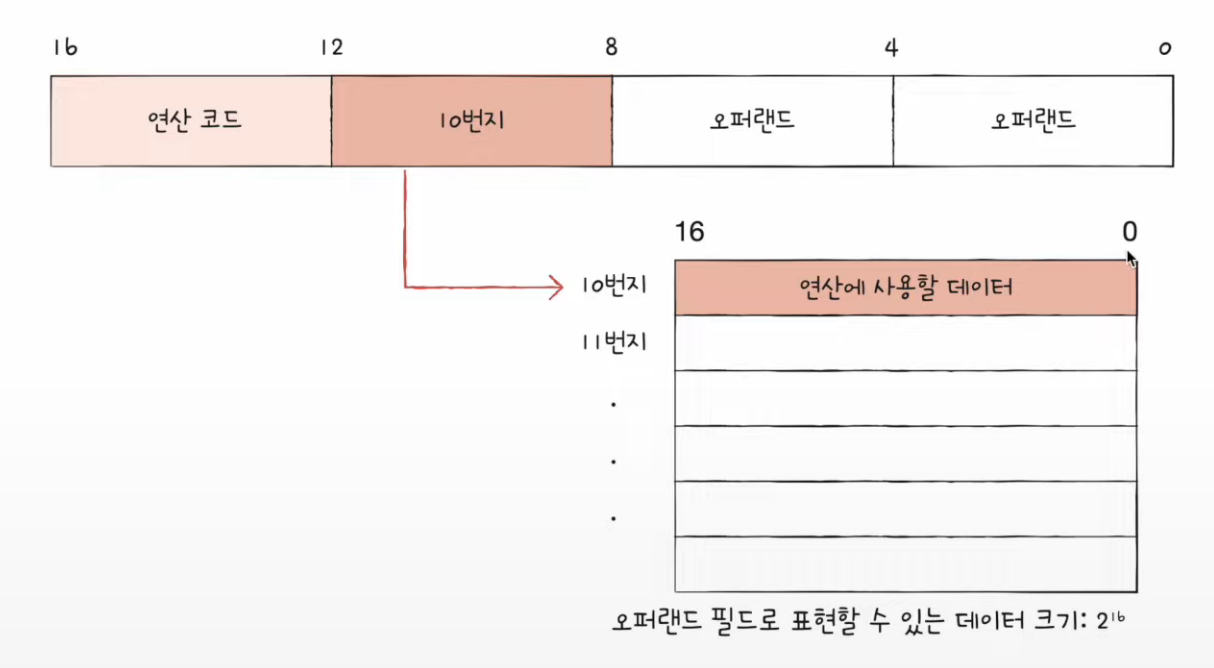 16 12 8 4 0
연산 코드 10번지 오퍼랜드 오퍼랜드
16 0
10번지 연산에 사용할 데이터
11번지
.
.
.
오퍼랜드 필드로 표현할 수 있는 데이터 크기: 2¹⁶